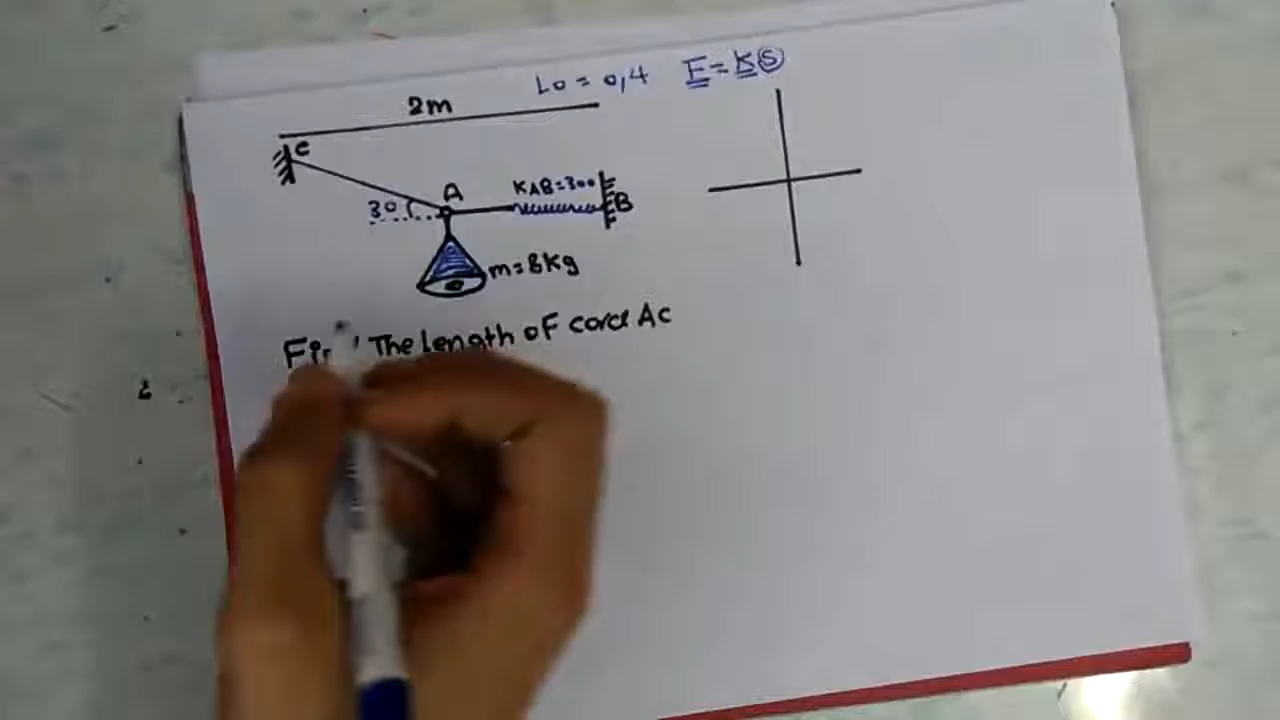 Lo = 0,4 F = KS
2m
C
A
KAB=300
B
30
m=8kg
The Length of cord AC